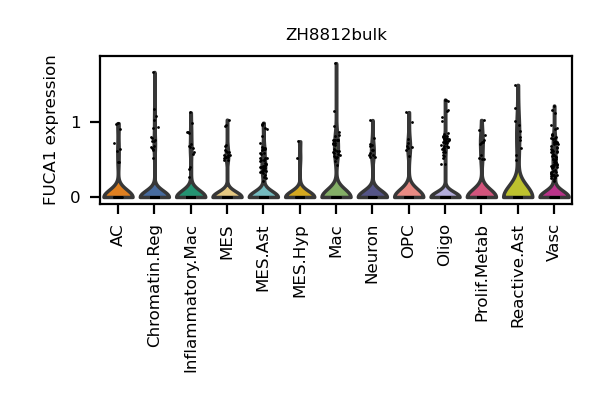 ZH8812bulk
FUCA1 expression
1
0
AC
Chromatin.Reg
Inflammatory.Mac
MES
MES.Ast
MES.Hyp
Mac
Neuron
OPC
Oligo
Prolif.Metab
Reactive.Ast
Vasc